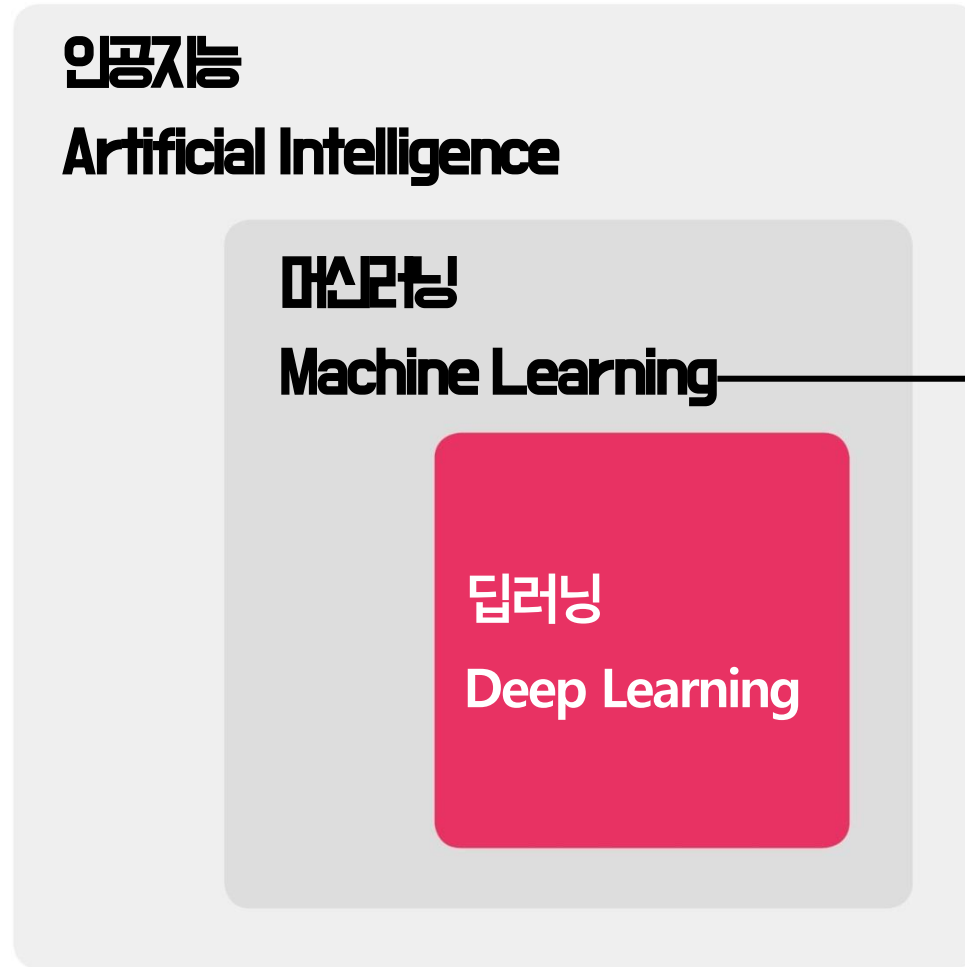 인공지능
Artificial Intelligence
머신러닝
Machine Learning
딥러닝
Deep Learning